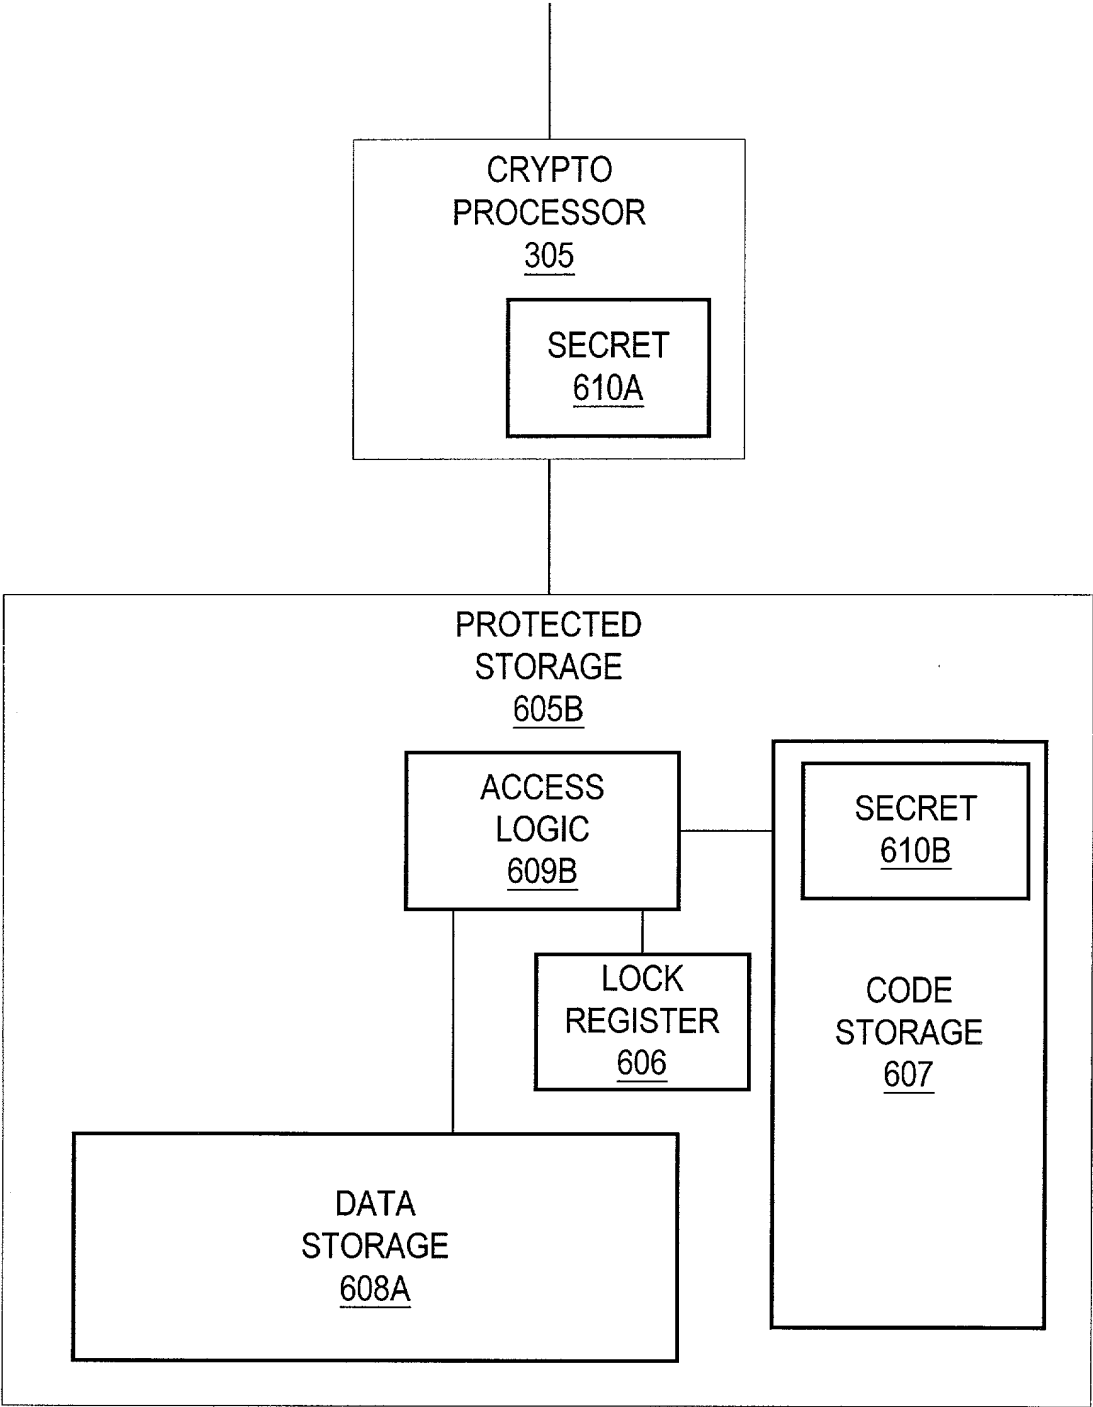 CRYPTO
PROCESSOR
305
SECRET
610A
PROTECTED
STORAGE
605B
ACCESS
LOGIC
609B
SECRET
610B
LOCK
REGISTER
606
CODE
STORAGE
607
DATA
STORAGE
608A